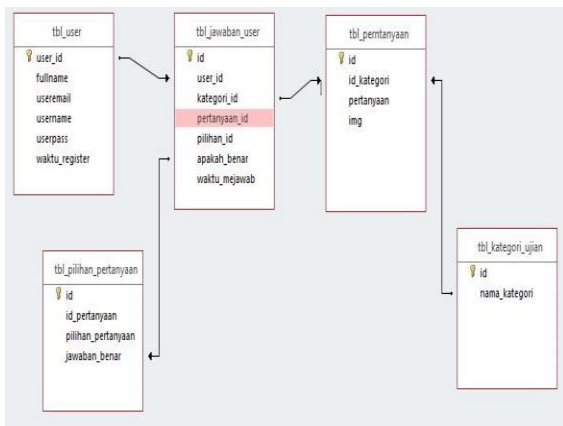 tbl_user
user_id
fullname
useremail
username
userpass
waktu_register
tbl_jawaban_user
id
user_id
kategori_id
pertanyaan_id
pilihan_id
apakah_benar
waktu_mejawab
tbl_perntanyaan
id
id_kategori
pertanyaan
img
tbl_pilihan_pertanyaan
id
id_pertanyaan
pilihan_pertanyaan
jawaban_benar
tbl_kategori_ujian
id
nama_kategori